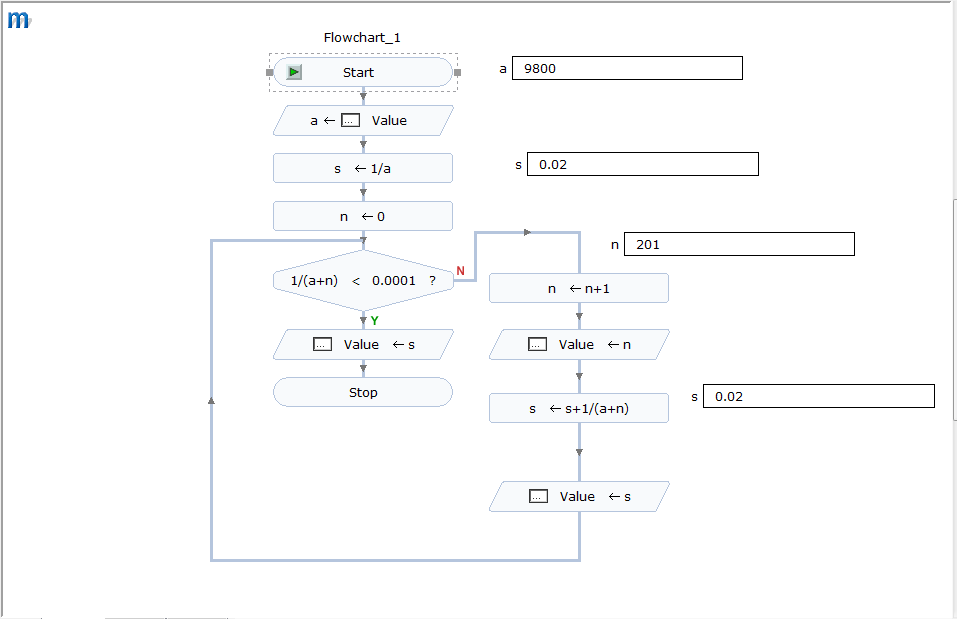 m
Flowchart_1
Start
a 9800
a ← ... Value
s ← 1/a
s 0.02
n ← 0
n 201
1/(a+n) < 0.0001 ?
N
n ← n+1
Y
... Value ← s
... Value ← n
Stop
s 0.02
s ← s+1/(a+n)
... Value ← s